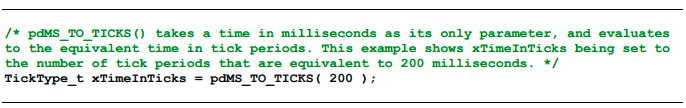 /* pdMS_TO_TICKS() takes a time in milliseconds as its only parameter, and evaluates
to the equivalent time in tick periods. This example shows xTimeInTicks being set to
the number of tick periods that are equivalent to 200 milliseconds. */
TickType_t xTimeInTicks = pdMS_TO_TICKS( 200 );